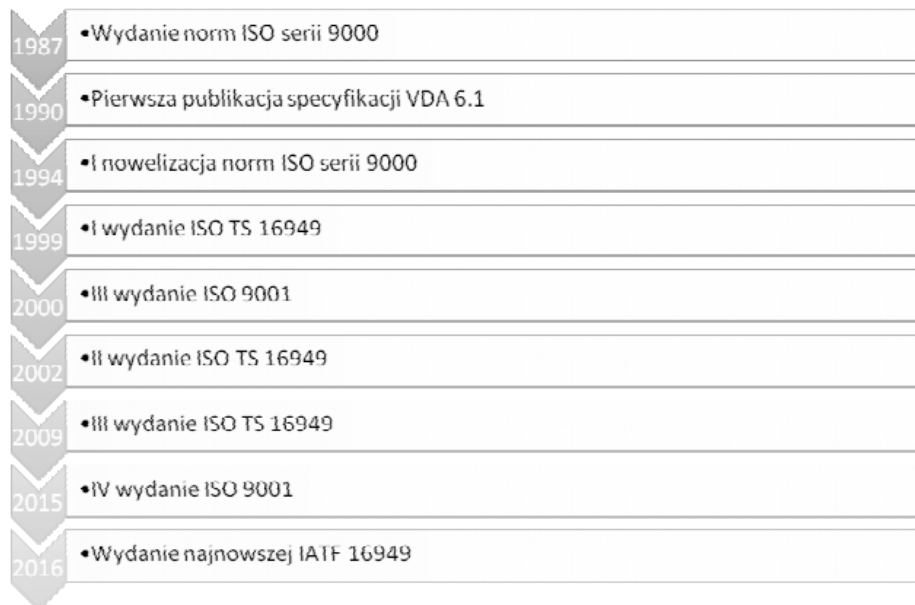 1987 •Wydanie norm ISO serii 9000
1990 •Pierwsza publikacja specyfikacji VDA 6.1
1994 •I nowelizacja norm ISO serii 9000
1999 •I wydanie ISO TS 16949
2000 •III wydanie ISO 9001
2002 •II wydanie ISO TS 16949
2009 •III wydanie ISO TS 16949
2015 •IV wydanie ISO 9001
2016 •Wydanie najnowszej IATF 16949